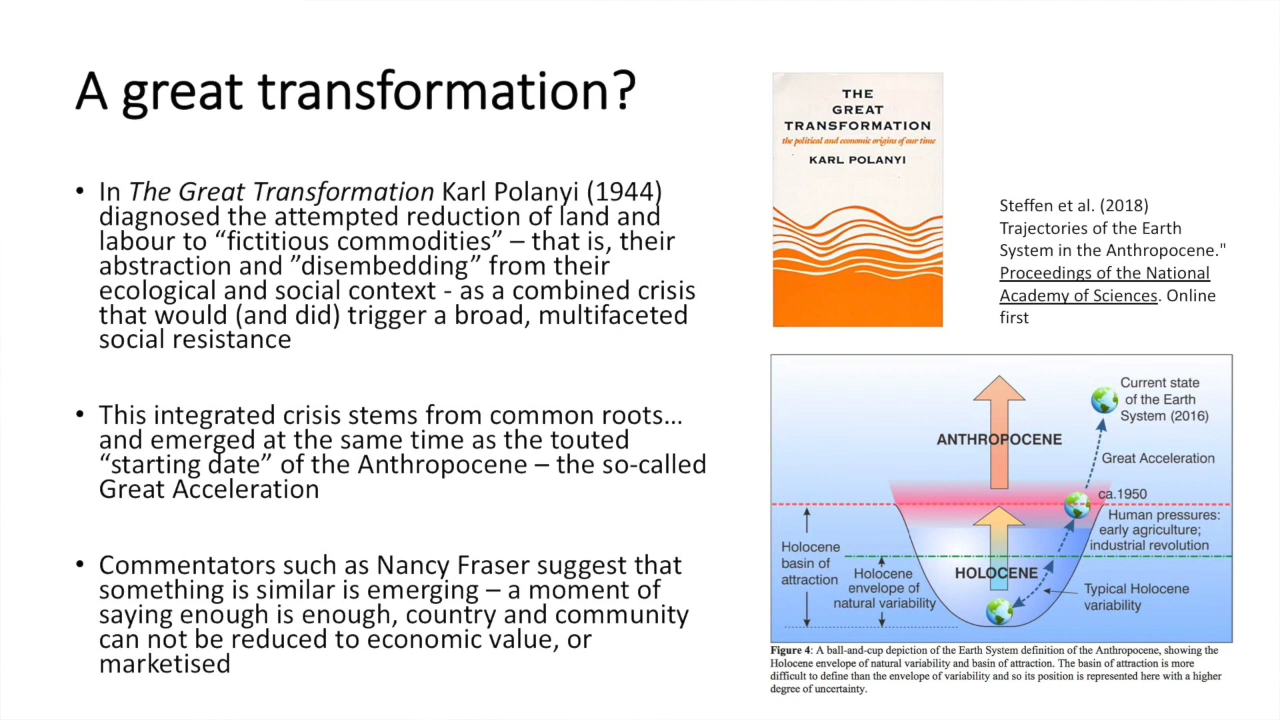 A great transformation?
• In The Great Transformation Karl Polanyi (1944)
diagnosed the attempted reduction of land and
labour to “fictitious commodities” – that is, their
abstraction and ”disembedding” from their
ecological and social context - as a combined crisis
that would (and did) trigger a broad, multifaceted
social resistance
• This integrated crisis stems from common roots…
and emerged at the same time as the touted
“starting date” of the Anthropocene – the so-called
Great Acceleration
• Commentators such as Nancy Fraser suggest that
something is similar is emerging – a moment of
saying enough is enough, country and community
can not be reduced to economic value, or
marketised
THE
GREAT
TRANSFORMATION
the political and economic origins of our time
KARL POLANYI
Steffen et al. (2018)
Trajectories of the Earth
System in the Anthropocene."
Proceedings of the National
Academy of Sciences. Online
first
Current state
of the Earth
System (2016)
ANTHROPOCENE
Great Acceleration
ca.1950
Human pressures:
early agriculture;
industrial revolution
Holocene
basin of
attraction
Holocene
envelope of
natural variability
HOLOCENE
Typical Holocene
variability
Figure 4: A ball-and-cup depiction of the Earth System definition of the Anthropocene, showing the
Holocene envelope of natural variability and basin of attraction. The basin of attraction is more
difficult to define than the envelope of variability and so its position is represented here with a higher
degree of uncertainty.